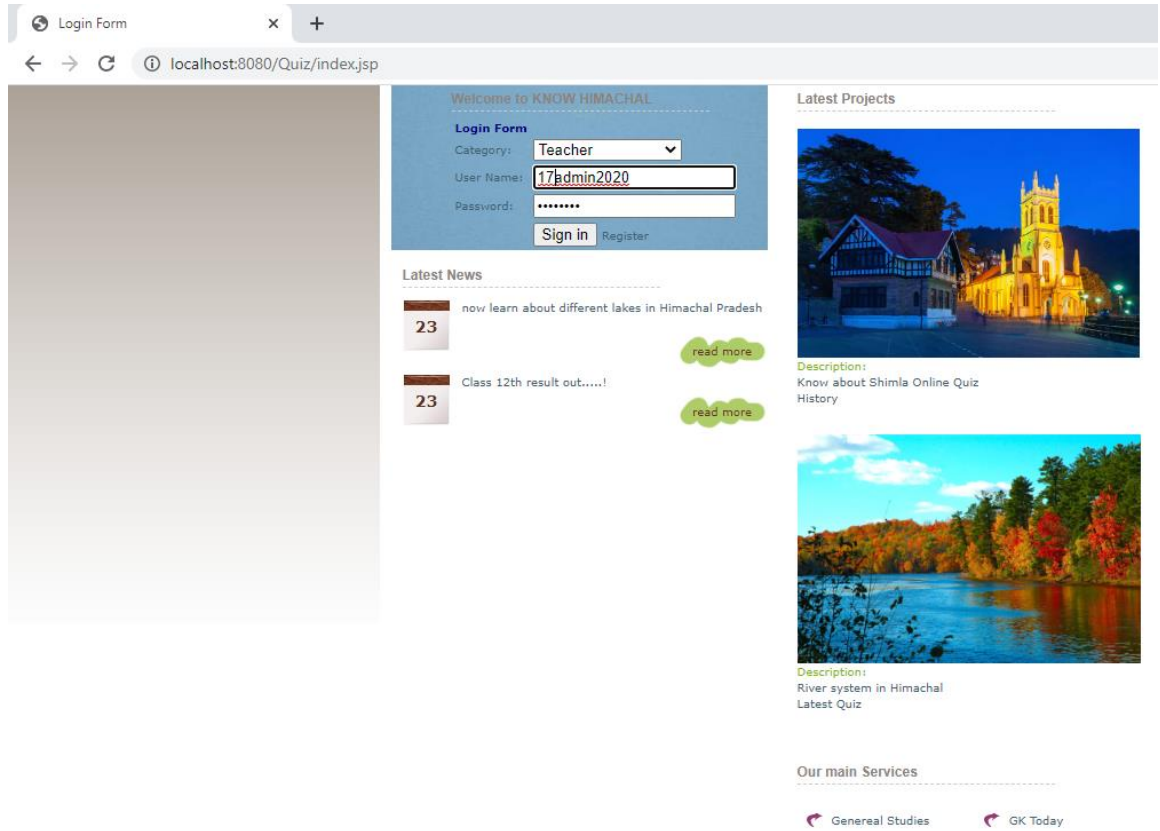 Login Form
localhost:8080/Quiz/index.jsp
Welcome to KNOW HIMACHAL
Login Form
Category: Teacher
User Name: 17admin2020
Password: ••••••••
Sign in Register
Latest News
23 now learn about different lakes in Himachal Pradesh
read more
23 Class 12th result out.....!
read more
Latest Projects
Description:
Know about Shimla Online Quiz
History
Description:
River system in Himachal
Latest Quiz
Our main Services
Genereal Studies GK Today